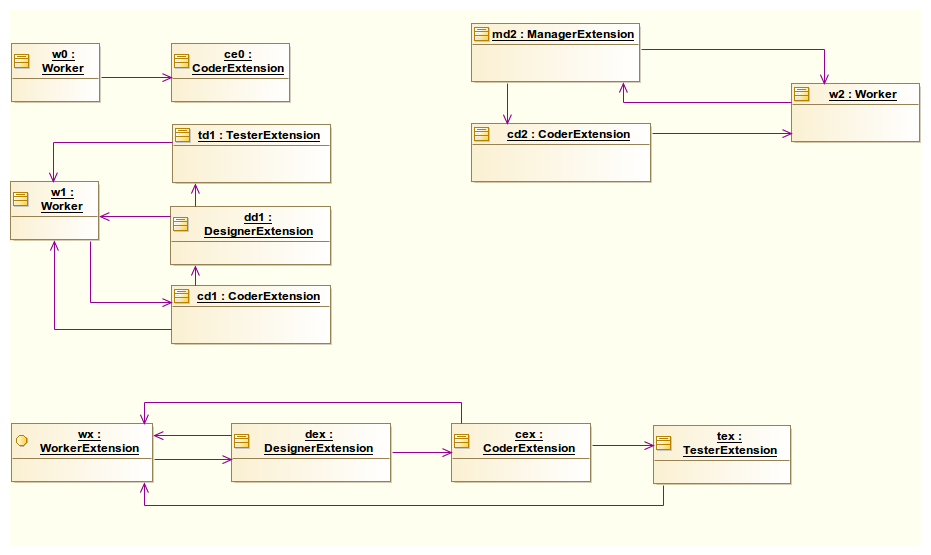 w0 :
Worker
ce0 :
CoderExtension
md2 : ManagerExtension
w2 : Worker
cd2 : CoderExtension
td1 : TesterExtension
w1 :
Worker
dd1 :
DesignerExtension
cd1 : CoderExtension
wx :
WorkerExtension
dex :
DesignerExtension
cex :
CoderExtension
tex :
TesterExtension